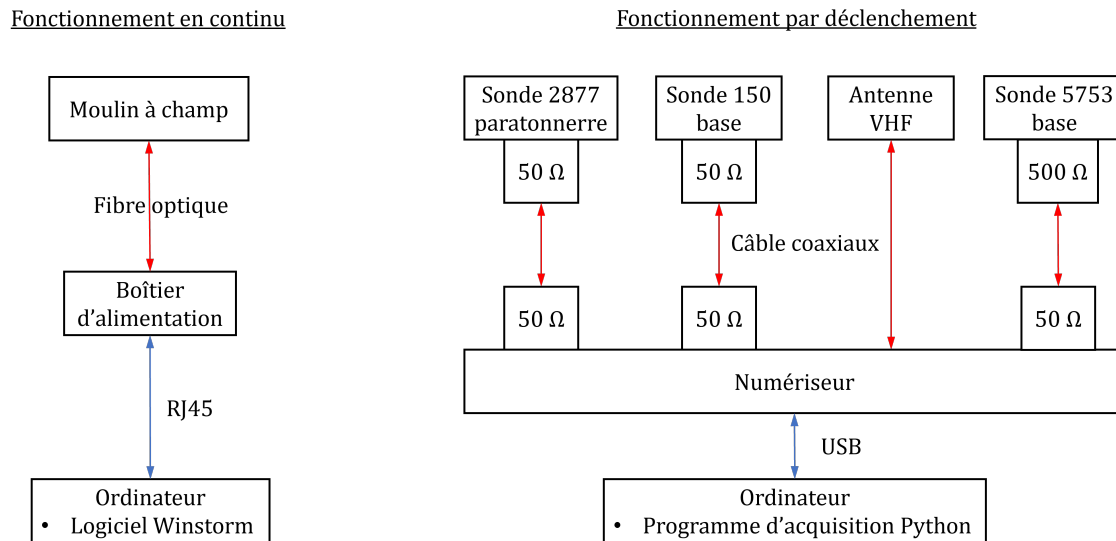 Fonctionnement en continu
Moulin à champ
Fibre optique
Boîtier
d'alimentation
RJ45
Ordinateur
• Logiciel Winstorm
Fonctionnement par déclenchement
Sonde 2877
paratonnerre
Sonde 150
base
Antenne
VHF
Sonde 5753
base
50 Ω
50 Ω
500 Ω
Câble coaxiaux
50 Ω
50 Ω
50 Ω
Numériseur
USB
Ordinateur
• Programme d'acquisition Python